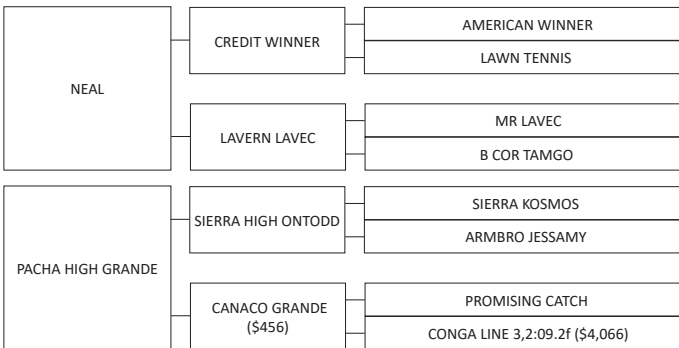 AMERICAN WINNER
CREDIT WINNER
LAWN TENNIS
NEAL
MR LAVEC
LAVERN LAVEC
B COR TAMGO
SIERRA KOSMOS
SIERRA HIGH ONTODD
ARMBRO JESSAMY
PACHA HIGH GRANDE
PROMISING CATCH
CANACO GRANDE
($456)
CONGA LINE 3,2:09.2f ($4,066)